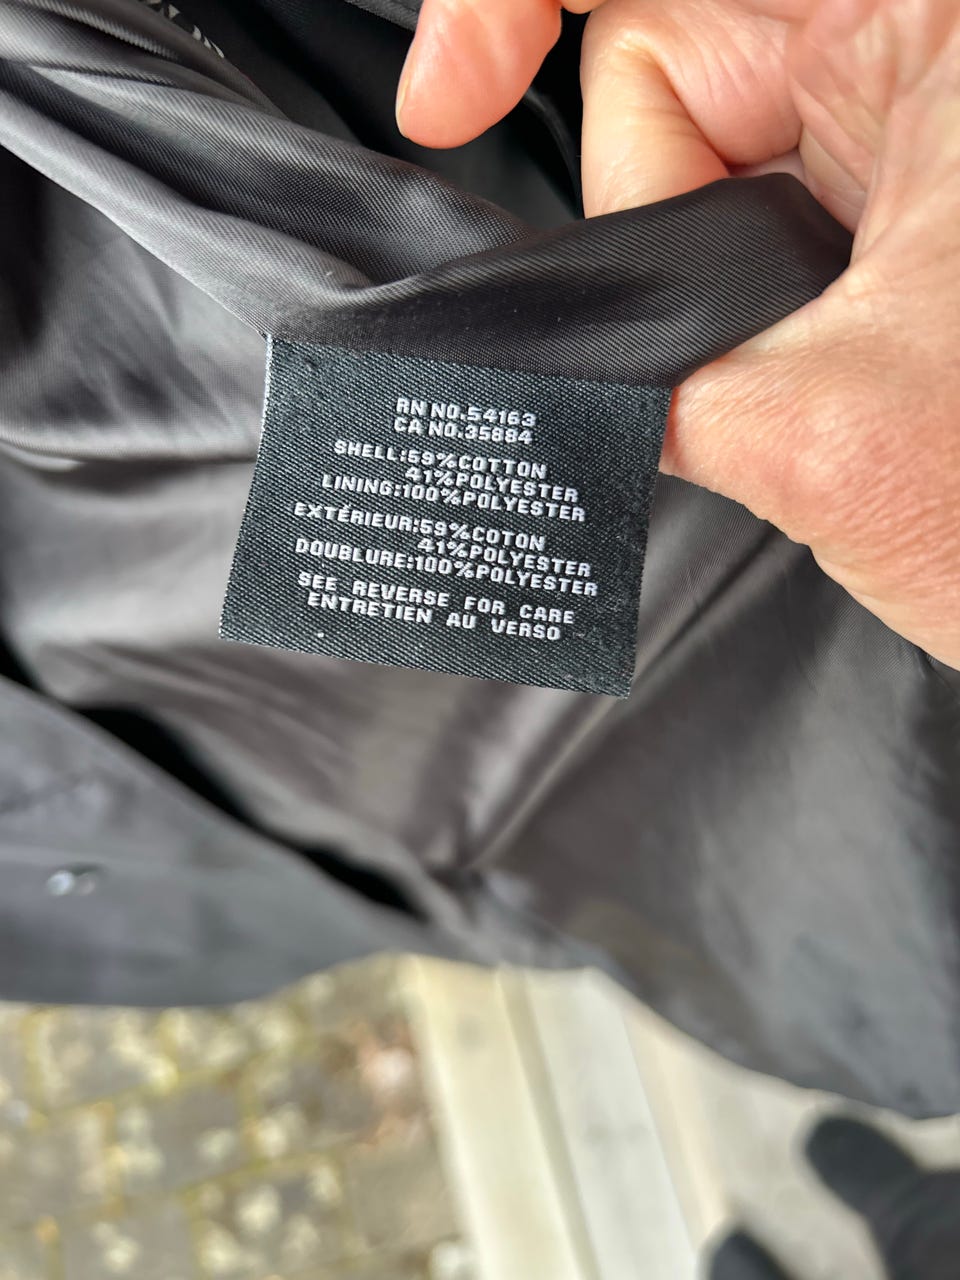 RN NO.54163
CA NO.35884
SHELL:59%COTTON
41%POLYESTER
LINING:100%POLYESTER
EXTÉRIEUR:59%COTON
41%POLYESTER
DOUBLURE:100%POLYESTER
SEE REVERSE FOR CARE
ENTRETIEN AU VERSO